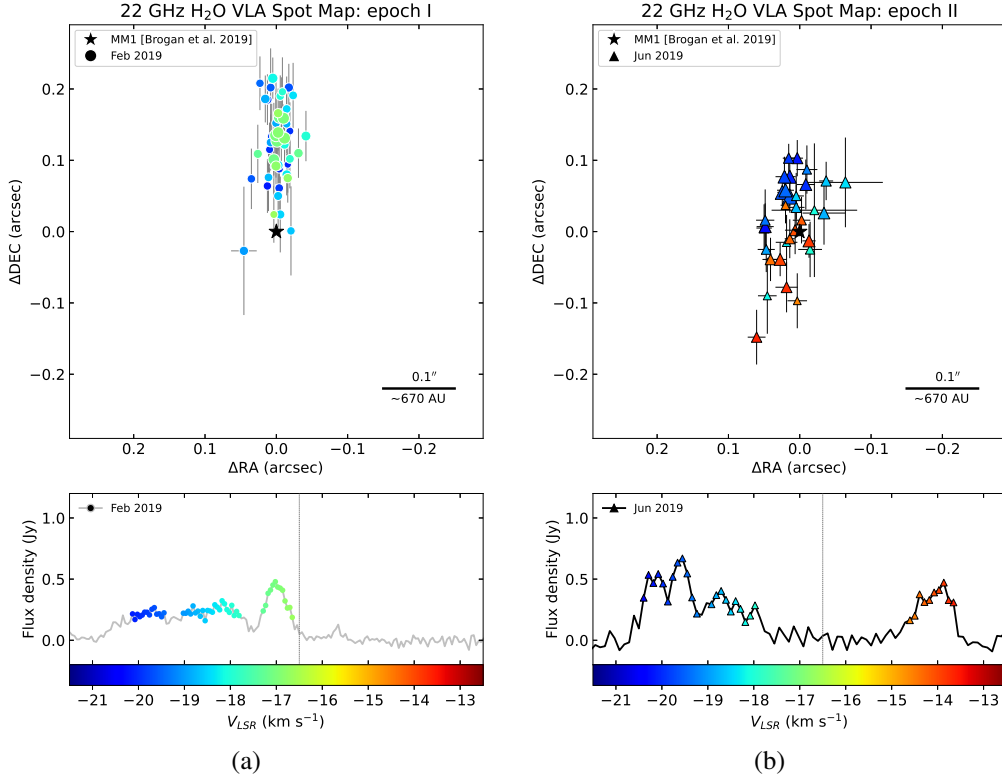 22 GHz H₂O VLA Spot Map: epoch I
MM1 [Brogan et al. 2019]
Feb 2019
0.2
0.1
0.0
−0.1
−0.2
ΔDEC (arcsec)
0.1′′
~670 AU
0.2 0.1 0.0 −0.1 −0.2
ΔRA (arcsec)
Feb 2019
1.0
0.5
0.0
Flux density (Jy)
−21 −20 −19 −18 −17 −16 −15 −14 −13
V_LSR (km s⁻¹)
(a)
22 GHz H₂O VLA Spot Map: epoch II
MM1 [Brogan et al. 2019]
Jun 2019
0.2
0.1
0.0
−0.1
−0.2
ΔDEC (arcsec)
0.1′′
~670 AU
0.2 0.1 0.0 −0.1 −0.2
ΔRA (arcsec)
Jun 2019
1.0
0.5
0.0
Flux density (Jy)
−21 −20 −19 −18 −17 −16 −15 −14 −13
V_LSR (km s⁻¹)
(b)